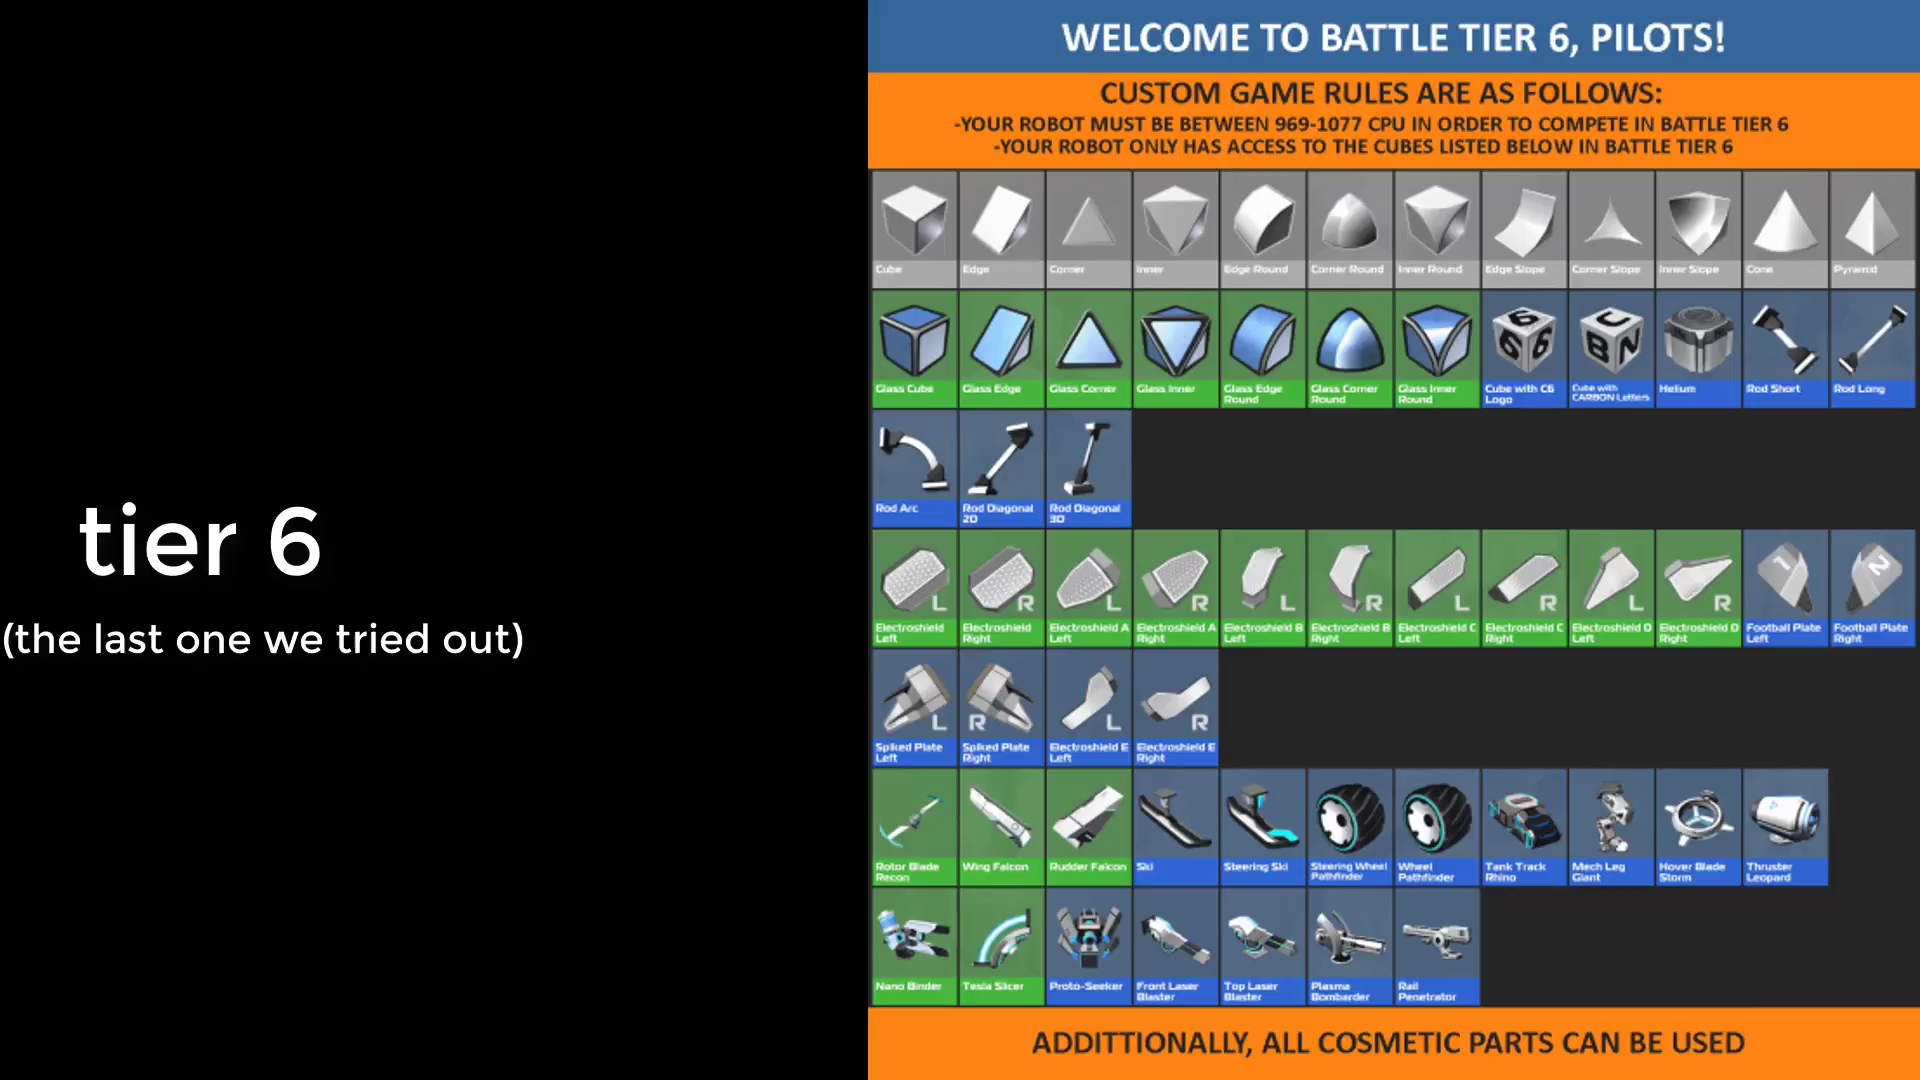 tier 6
(the last one we tried out)
WELCOME TO BATTLE TIER 6, PILOTS!
CUSTOM GAME RULES ARE AS FOLLOWS:
-YOUR ROBOT MUST BE BETWEEN 969-1077 CPU IN ORDER TO COMPETE IN BATTLE TIER 6
-YOUR ROBOT ONLY HAS ACCESS TO THE CUBES LISTED BELOW IN BATTLE TIER 6
Cube Edge Corner Inner Edge Round Corner Round Inner Round Edge Slope Corner Slope Inner Slope Cone Pyramid
6 6 6 C B N
Glass Cube Glass Edge Glass Corner Glass Inner Glass Edge Round Glass Corner Round Glass Inner Round Cube with C6 Logo Cube with CARBON Letters Helium Rod Short Rod Long
Rod Arc Rod Diagonal 2D Rod Diagonal 3D
L R L R L R L R L R 1 2
Electroshield Left Electroshield Right Electroshield A Left Electroshield A Right Electroshield B Left Electroshield B Right Electroshield C Left Electroshield C Right Electroshield D Left Electroshield D Right Football Plate Left Football Plate Right
L R L R
Spiked Plate Left Spiked Plate Right Electroshield E Left Electroshield E Right
Rotor Blade Recon Wing Falcon Rudder Falcon Ski Steering Ski Steering Wheel Pathfinder Wheel Pathfinder Tank Track Rhino Mech Leg Giant Hover Blade Storm Thruster Leopard
Nano Binder Tesla Slicer Proto-Seeker Front Laser Blaster Top Laser Blaster Plasma Bombarder Rail Penetrator
ADDITTIONALLY, ALL COSMETIC PARTS CAN BE USED